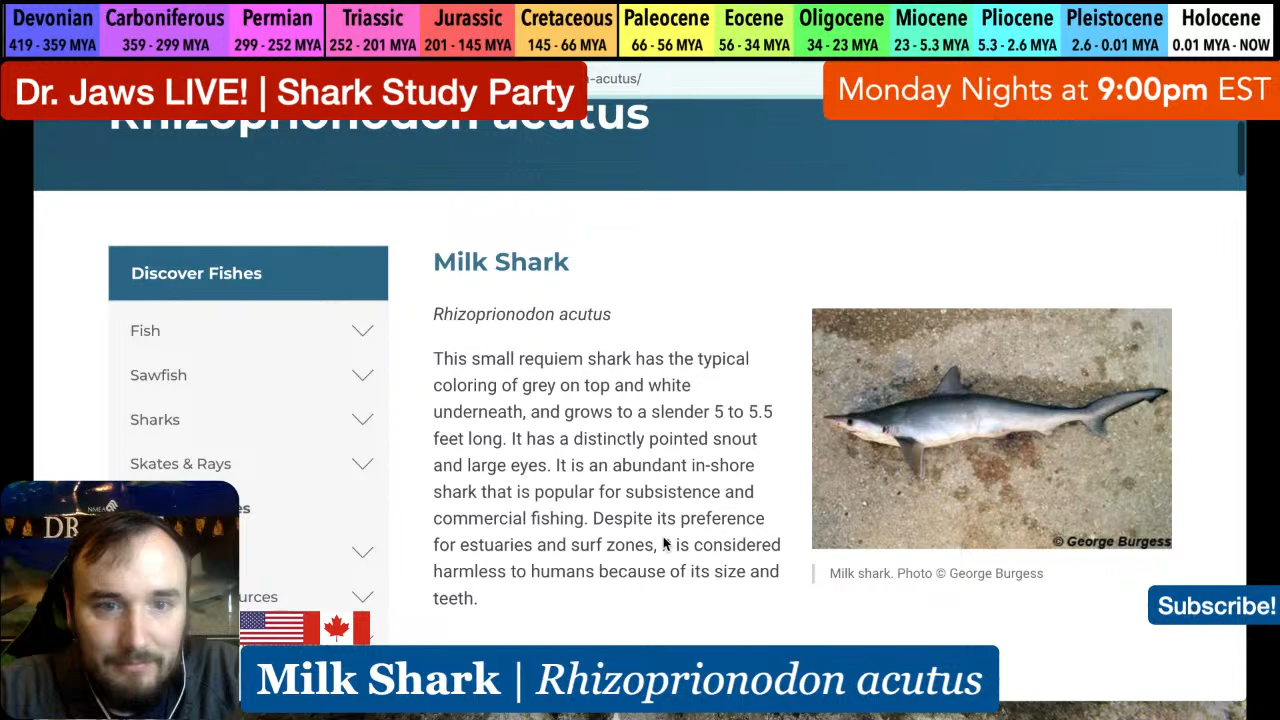 Devonian Carboniferous Permian Triassic Jurassic Cretaceous Paleocene Eocene Oligocene Miocene Pliocene Pleistocene Holocene
419 - 359 MYA 359 - 299 MYA 299 - 252 MYA 252 - 201 MYA 201 - 145 MYA 145 - 66 MYA 66 - 56 MYA 56 - 34 MYA 34 - 23 MYA 23 - 5.3 MYA 5.3 - 2.6 MYA 2.6 - 0.01 MYA 0.01 MYA - NOW
-acutus/
Dr. Jaws LIVE! | Shark Study Party
Monday Nights at 9:00pm EST
Rhizoprionodon acutus
Discover Fishes
Fish
Sawfish
Sharks
Skates & Rays
es
urces
Milk Shark
Rhizoprionodon acutus
This small requiem shark has the typical
coloring of grey on top and white
underneath, and grows to a slender 5 to 5.5
feet long. It has a distinctly pointed snout
and large eyes. It is an abundant in-shore
shark that is popular for subsistence and
commercial fishing. Despite its preference
for estuaries and surf zones, is considered
harmless to humans because of its size and
teeth.
© George Burgess
Milk shark. Photo © George Burgess
NMEA
DR
Subscribe!
Milk Shark | Rhizoprionodon acutus